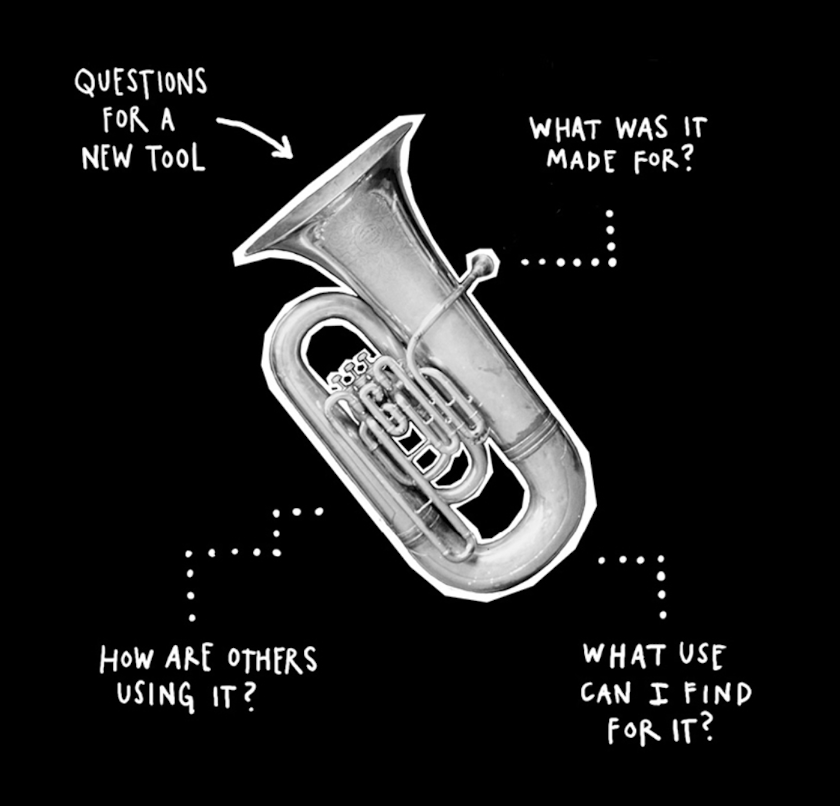 QUESTIONS
FOR A
NEW TOOL
WHAT WAS IT
MADE FOR?
HOW ARE OTHERS
USING IT?
WHAT USE
CAN I FIND
FOR IT?